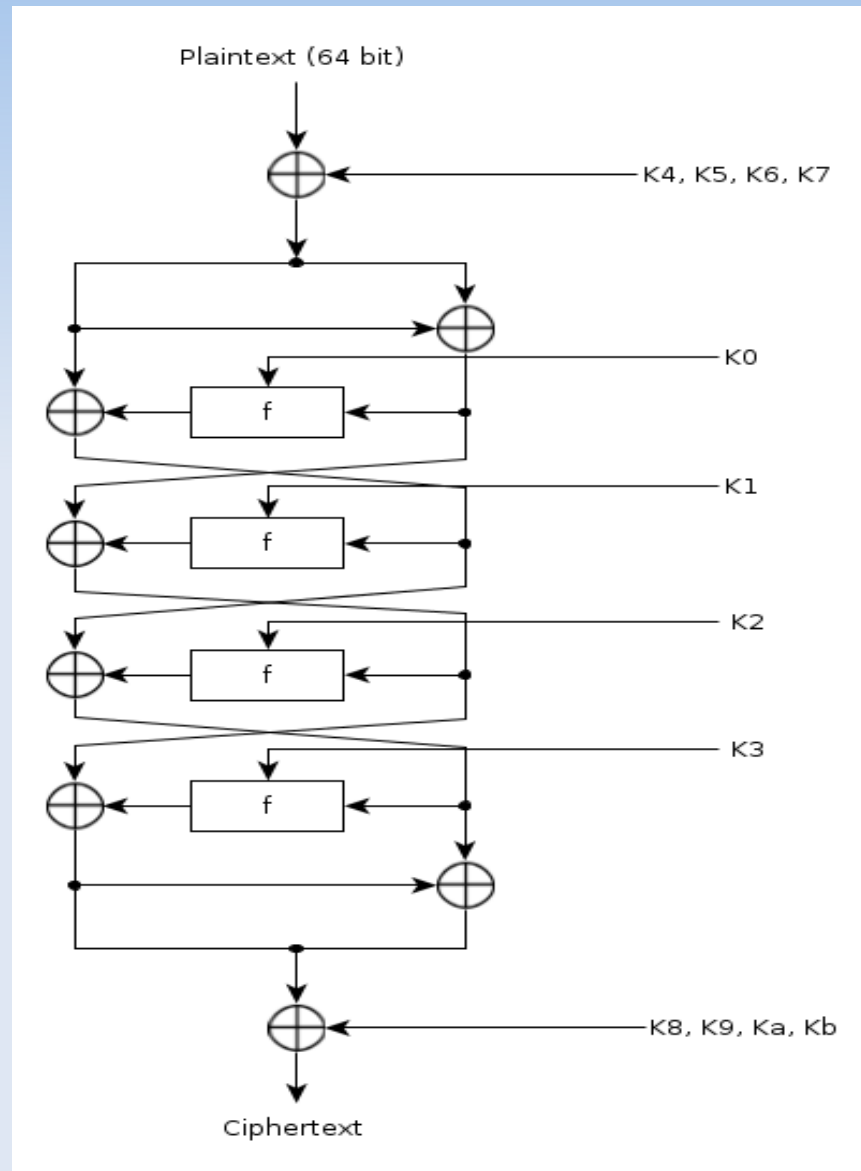 Plaintext (64 bit)
K4, K5, K6, K7
K0
f
K1
f
K2
f
K3
f
K8, K9, Ka, Kb
Ciphertext